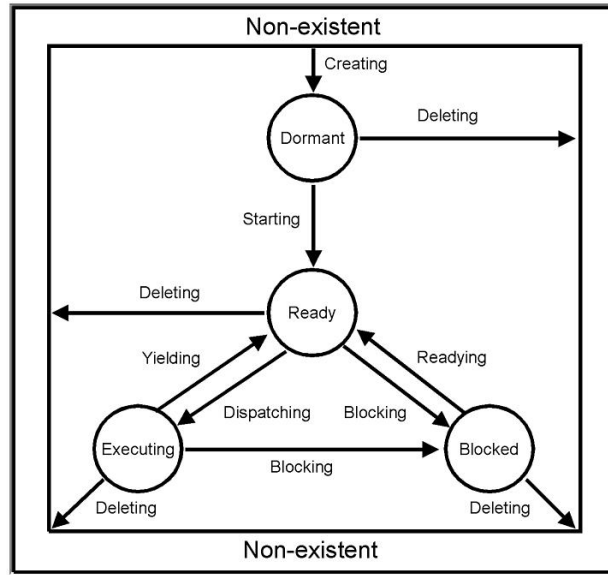 Non-existent
Creating
Deleting
Dormant
Starting
Deleting
Ready
Yielding
Readying
Dispatching
Blocking
Executing
Blocked
Blocking
Deleting
Deleting
Non-existent